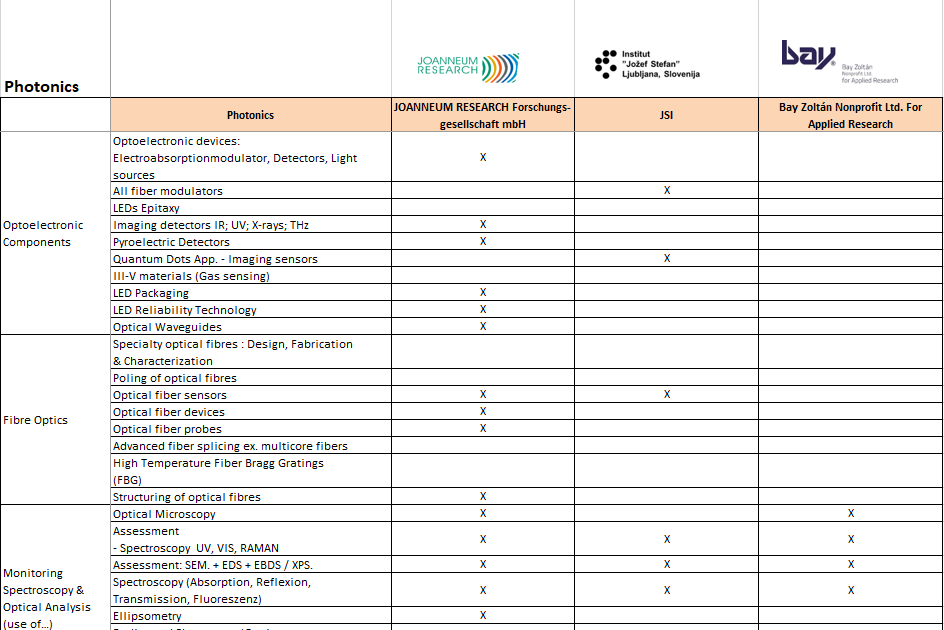 JOANNEUM
RESEARCH
Institut
"Jožef Stefan"
Ljubljana, Slovenija
bay
Bay Zoltán
Nonprofit Ltd.
for Applied Research
Photonics
Photonics
JOANNEUM RESEARCH Forschungs-
gesellschaft mbH
JSI
Bay Zoltán Nonprofit Ltd. For
Applied Research
Optoelectronic
Components
Optoelectronic devices:
Electroabsorptionmodulator, Detectors, Light
sources
X
All fiber modulators X
LEDs Epitaxy
Imaging detectors IR; UV; X-rays; THz X
Pyroelectric Detectors X
Quantum Dots App. - Imaging sensors X
III-V materials (Gas sensing)
LED Packaging X
LED Reliability Technology X
Optical Waveguides X
Fibre Optics
Specialty optical fibres : Design, Fabrication
& Characterization
Poling of optical fibres
Optical fiber sensors X X
Optical fiber devices X
Optical fiber probes X
Advanced fiber splicing ex. multicore fibers
High Temperature Fiber Bragg Gratings
(FBG)
Structuring of optical fibres X
Monitoring
Spectroscopy &
Optical Analysis
(use of...)
Optical Microscopy X X
Assessment
- Spectroscopy UV, VIS, RAMAN
X X X
Assessment: SEM. + EDS + EBDS / XPS. X X X
Spectroscopy (Absorption, Reflexion,
Transmission, Fluoreszenz)
X X X
Ellipsometry X